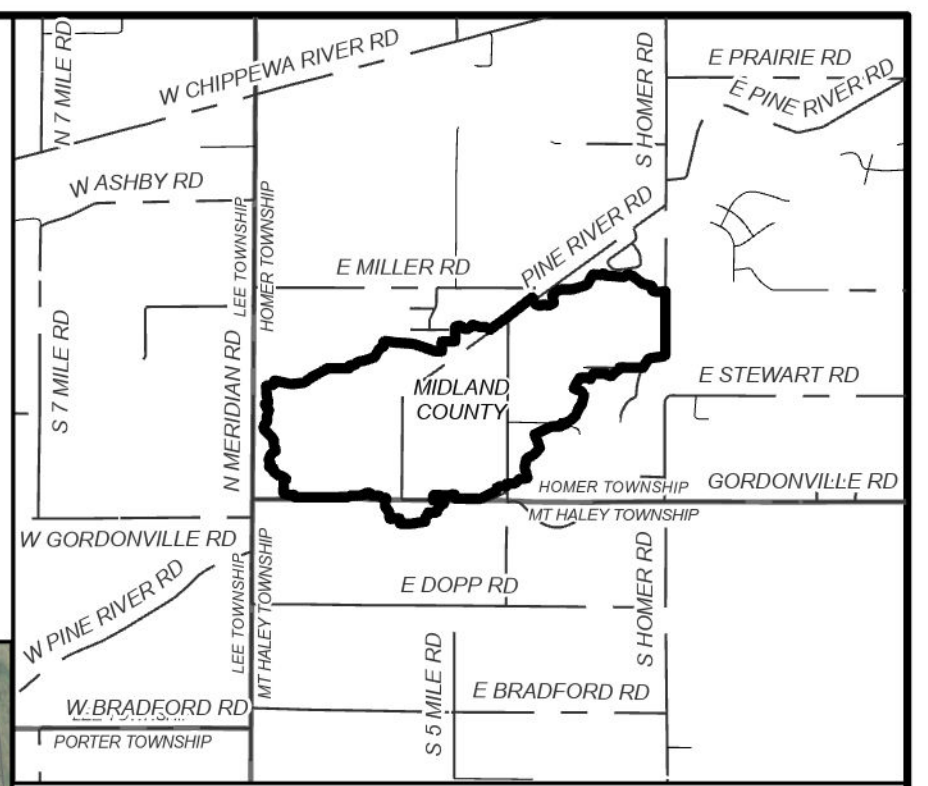 N 7 MILE RD
W CHIPPEWA RIVER RD
S HOMER RD
E PRAIRIE RD
E PINE RIVER RD
W ASHBY RD
LEE TOWNSHIP
HOMER TOWNSHIP
PINE RIVER RD
E MILLER RD
S 7 MILE RD
N MERIDIAN RD
MIDLAND
COUNTY
E STEWART RD
HOMER TOWNSHIP
GORDONVILLE RD
MT HALEY TOWNSHIP
W GORDONVILLE RD
W PINE RIVER RD
LEE TOWNSHIP
MT HALEY TOWNSHIP
E DOPP RD
S HOMER RD
S 5 MILE RD
E BRADFORD RD
W BRADFORD RD
LEE TOWNSHIP
PORTER TOWNSHIP